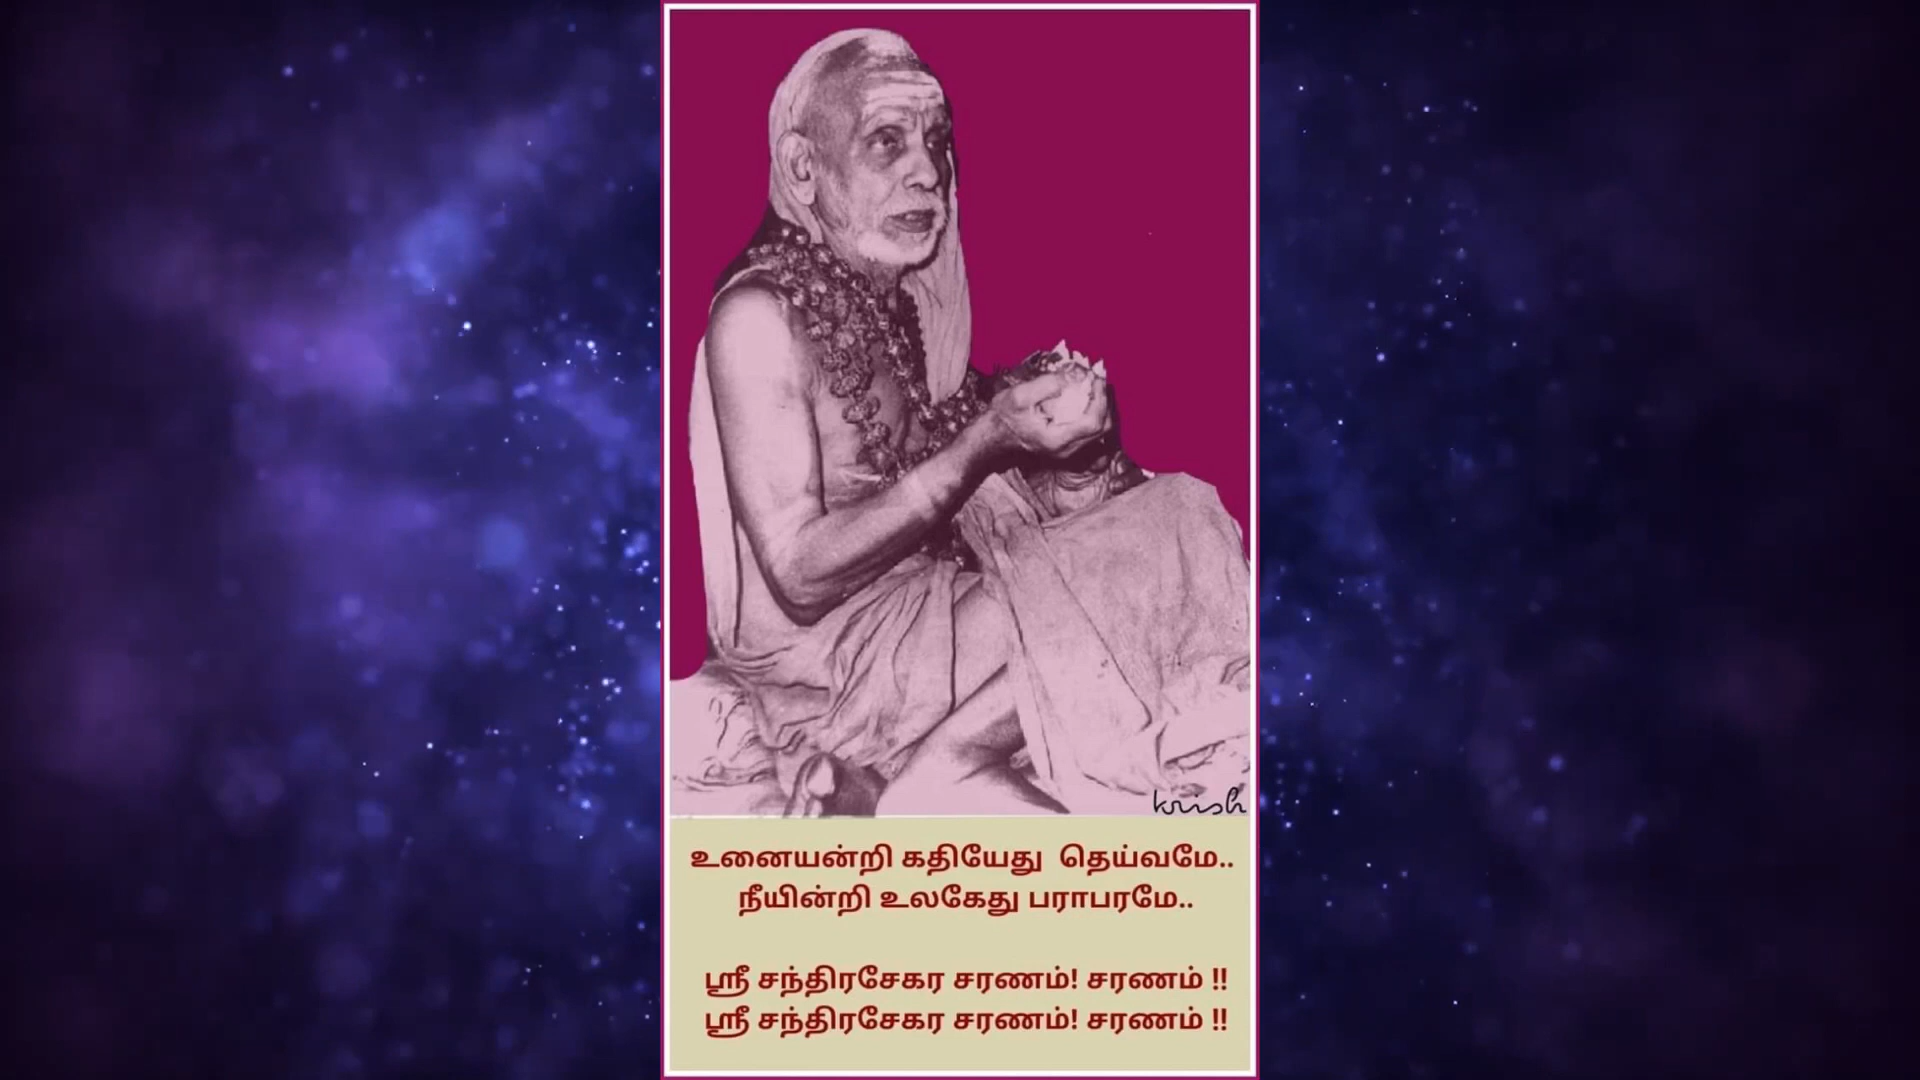 krish
உனையன்றி கதியேது தெய்வமே..
நீயின்றி உலகேது பராபரமே..
ஸ்ரீ சந்திரசேகர சரணம்! சரணம் !!
ஸ்ரீ சந்திரசேகர சரணம்! சரணம் !!